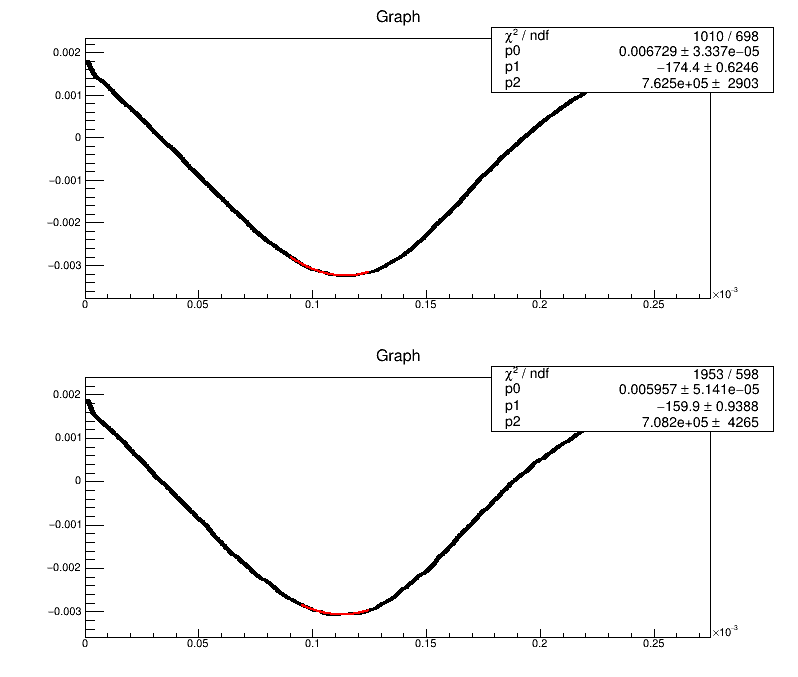 Graph
χ² / ndf 1010 / 698
p0 0.006729 ± 3.337e−05
p1 −174.4 ± 0.6246
p2 7.625e+05 ± 2903
0.002
0.001
0
−0.001
−0.002
−0.003
0 0.05 0.1 0.15 0.2 0.25
×10⁻³
Graph
χ² / ndf 1953 / 598
p0 0.005957 ± 5.141e−05
p1 −159.9 ± 0.9388
p2 7.082e+05 ± 4265
0.002
0.001
0
−0.001
−0.002
−0.003
0 0.05 0.1 0.15 0.2 0.25
×10⁻³